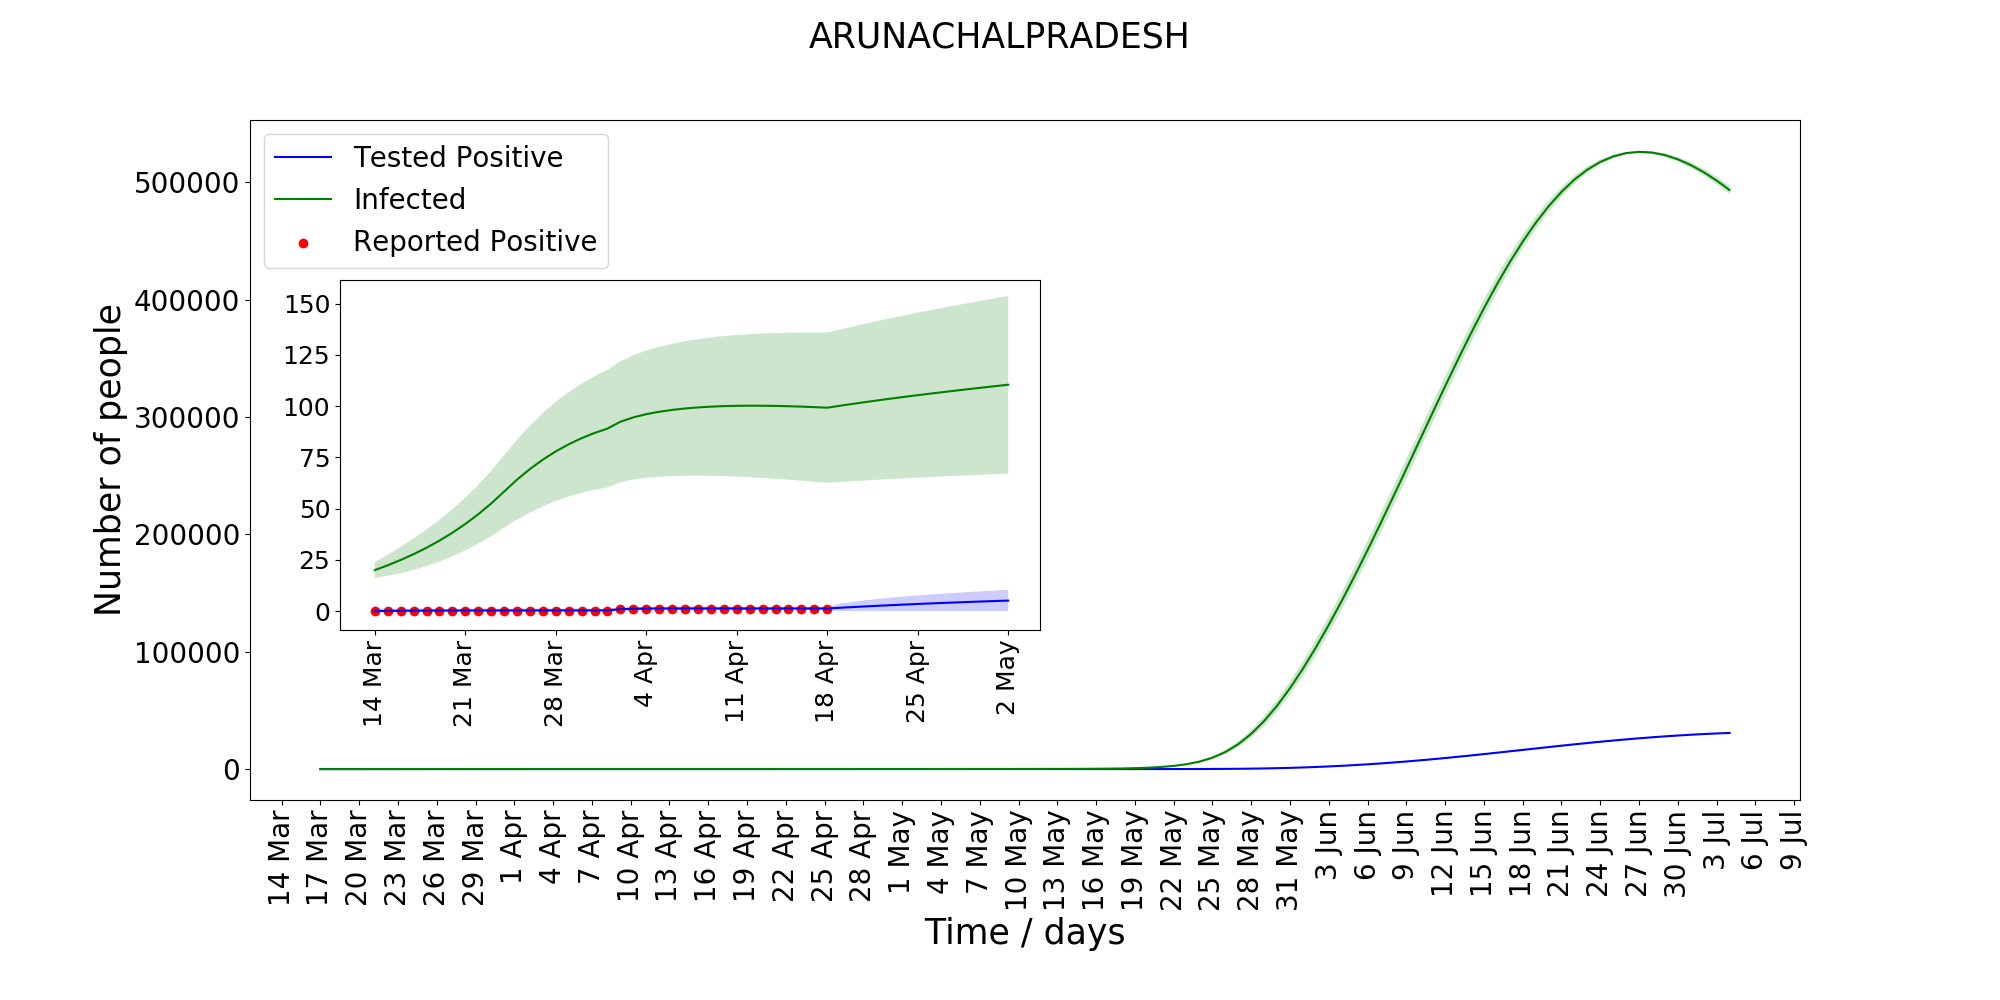 ARUNACHALPRADESH
Tested Positive
Infected
Reported Positive
Number of people
500000
400000
300000
200000
100000
0
150
125
100
75
50
25
0
14 Mar
21 Mar
28 Mar
4 Apr
11 Apr
18 Apr
25 Apr
2 May
14 Mar
17 Mar
20 Mar
23 Mar
26 Mar
29 Mar
1 Apr
4 Apr
7 Apr
10 Apr
13 Apr
16 Apr
19 Apr
22 Apr
25 Apr
28 Apr
1 May
4 May
7 May
10 May
13 May
16 May
19 May
22 May
25 May
28 May
31 May
3 Jun
6 Jun
9 Jun
12 Jun
15 Jun
18 Jun
21 Jun
24 Jun
27 Jun
30 Jun
3 Jul
6 Jul
9 Jul
Time / days